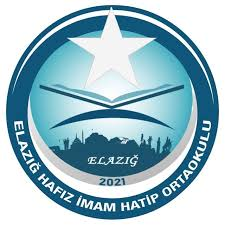 ELAZIĞ
2021
ELAZIĞ HAFIZ İMAM HATİP ORTAOKULU